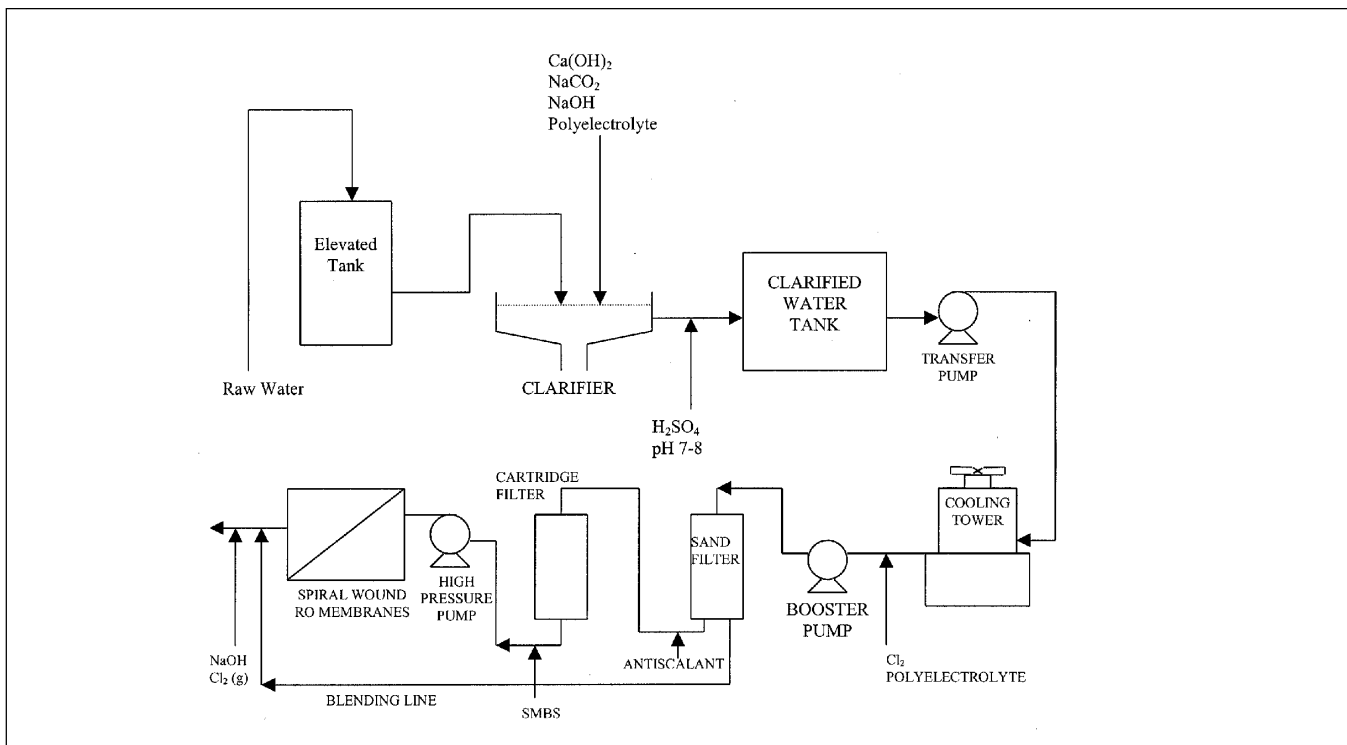 Ca(OH)₂
NaCO₂
NaOH
Polyelectrolyte
Elevated
Tank
Raw Water
CLARIFIER
H₂SO₄
pH 7-8
CLARIFIED
WATER
TANK
TRANSFER
PUMP
COOLING
TOWER
Cl₂
POLYELECTROLYTE
BOOSTER
PUMP
SAND
FILTER
ANTISCALANT
CARTRIDGE
FILTER
SMBS
HIGH
PRESSURE
PUMP
SPIRAL WOUND
RO MEMBRANES
NaOH
Cl₂ (g)
BLENDING LINE